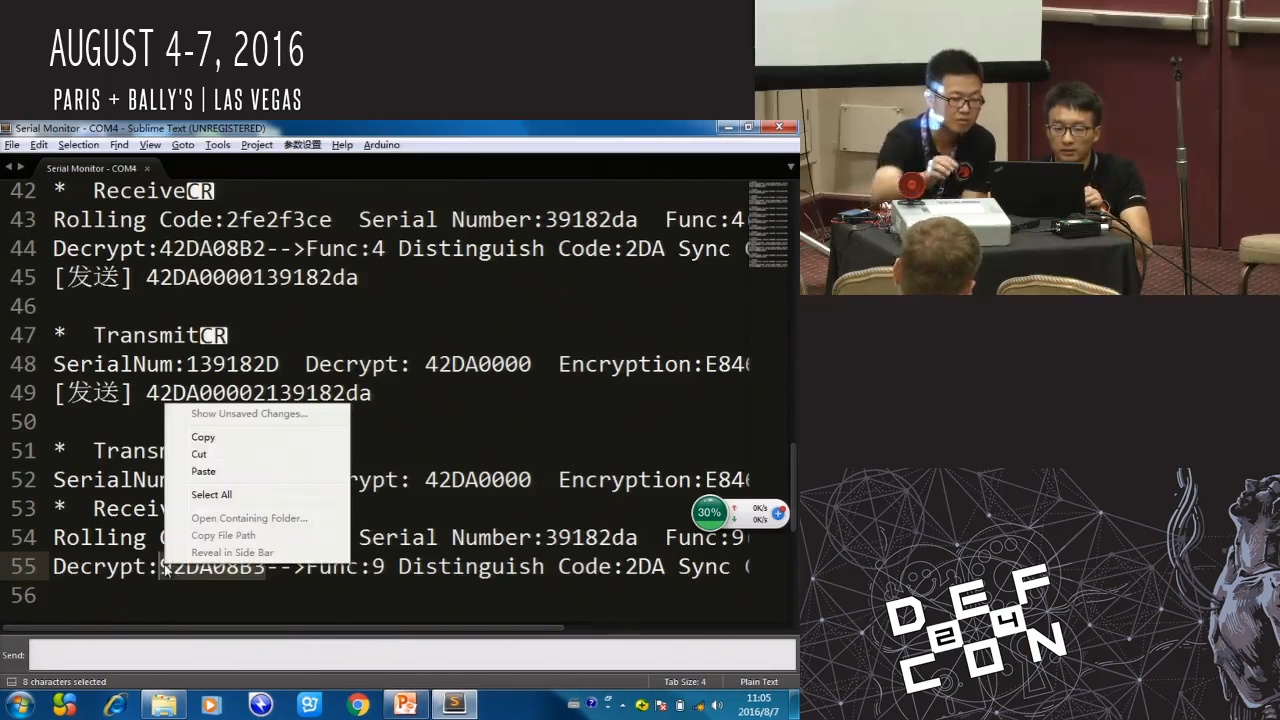 AUGUST 4-7, 2016
PARIS + BALLY'S | LAS VEGAS
Serial Monitor - COM4 - Sublime Text (UNREGISTERED)
File Edit Selection Find View Goto Tools Project 参数设置 Help Arduino
Serial Monitor - COM4
42 * ReceiveCR
43 Rolling Code:2fe2f3ce Serial Number:39182da Func:4
44 Decrypt:42DA08B2-->Func:4 Distinguish Code:2DA Sync
45 [发送] 42DA0000139182da
46
47 * TransmitCR
48 SerialNum:139182D Decrypt: 42DA0000 Encryption:E846
49 [发送] 42DA00002139182da
50
51 * Transm
52 SerialNum rypt: 42DA0000 Encryption:E846
53 * Receiv
54 Rolling Serial Number:39182da Func:9
55 Decrypt:92DA08B3-->Func:9 Distinguish Code:2DA Sync
56
Show Unsaved Changes...
Copy
Cut
Paste
Select All
Open Containing Folder...
Copy File Path
Reveal in Side Bar
30%
0K/s
0K/s
Send:
8 characters selected Tab Size: 4 Plain Text
11:05
2016/8/7
DEF
24
CON